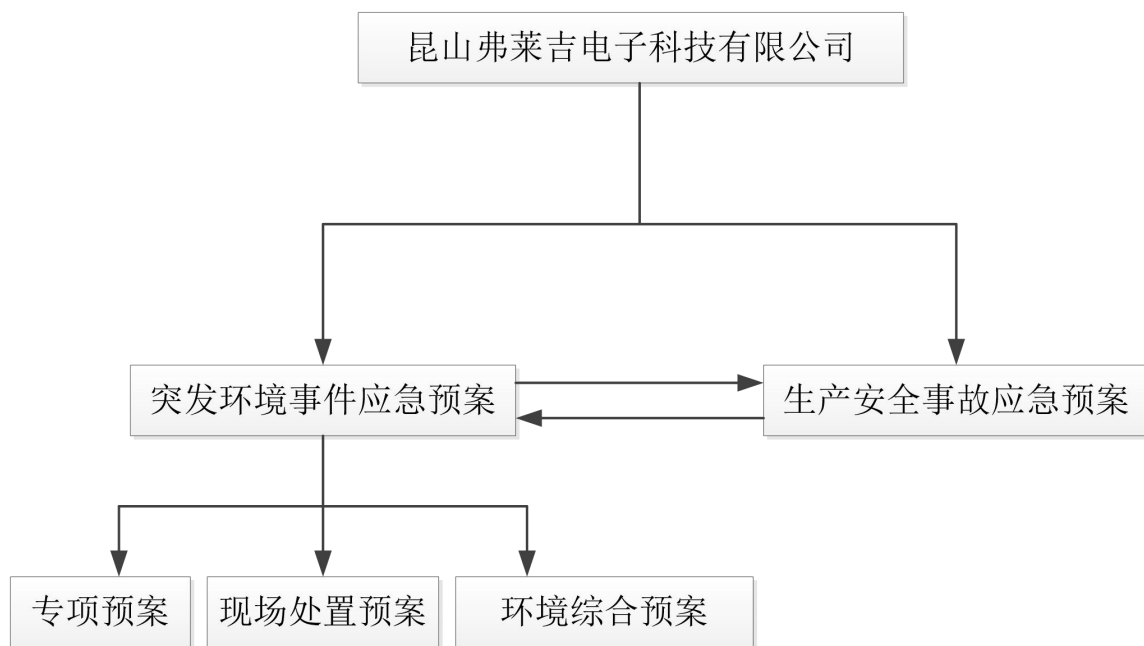 昆山弗莱吉电子科技有限公司
突发环境事件应急预案
生产安全事故应急预案
专项预案
现场处置预案
环境综合预案